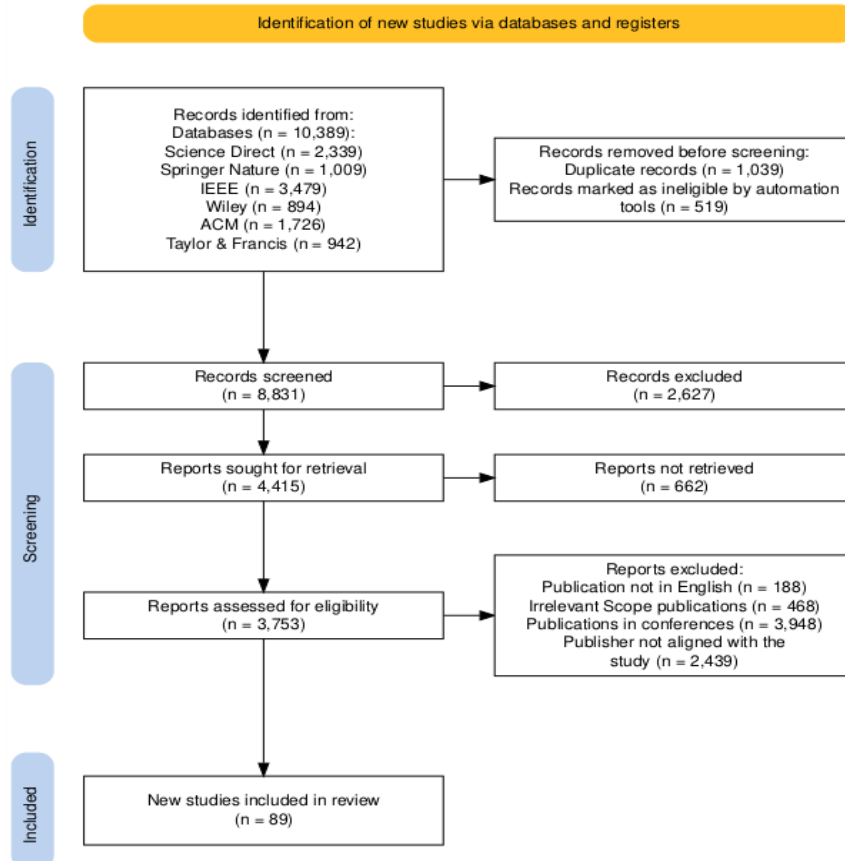 Identification of new studies via databases and registers
Identification
Records identified from:
Databases (n = 10,389):
Science Direct (n = 2,339)
Springer Nature (n = 1,009)
IEEE (n = 3,479)
Wiley (n = 894)
ACM (n = 1,726)
Taylor & Francis (n = 942)
Records removed before screening:
Duplicate records (n = 1,039)
Records marked as ineligible by automation
tools (n = 519)
Screening
Records screened
(n = 8,831)
Records excluded
(n = 2,627)
Reports sought for retrieval
(n = 4,415)
Reports not retrieved
(n = 662)
Reports assessed for eligibility
(n = 3,753)
Reports excluded:
Publication not in English (n = 188)
Irrelevant Scope publications (n = 468)
Publications in conferences (n = 3,948)
Publisher not aligned with the
study (n = 2,439)
Included
New studies included in review
(n = 89)